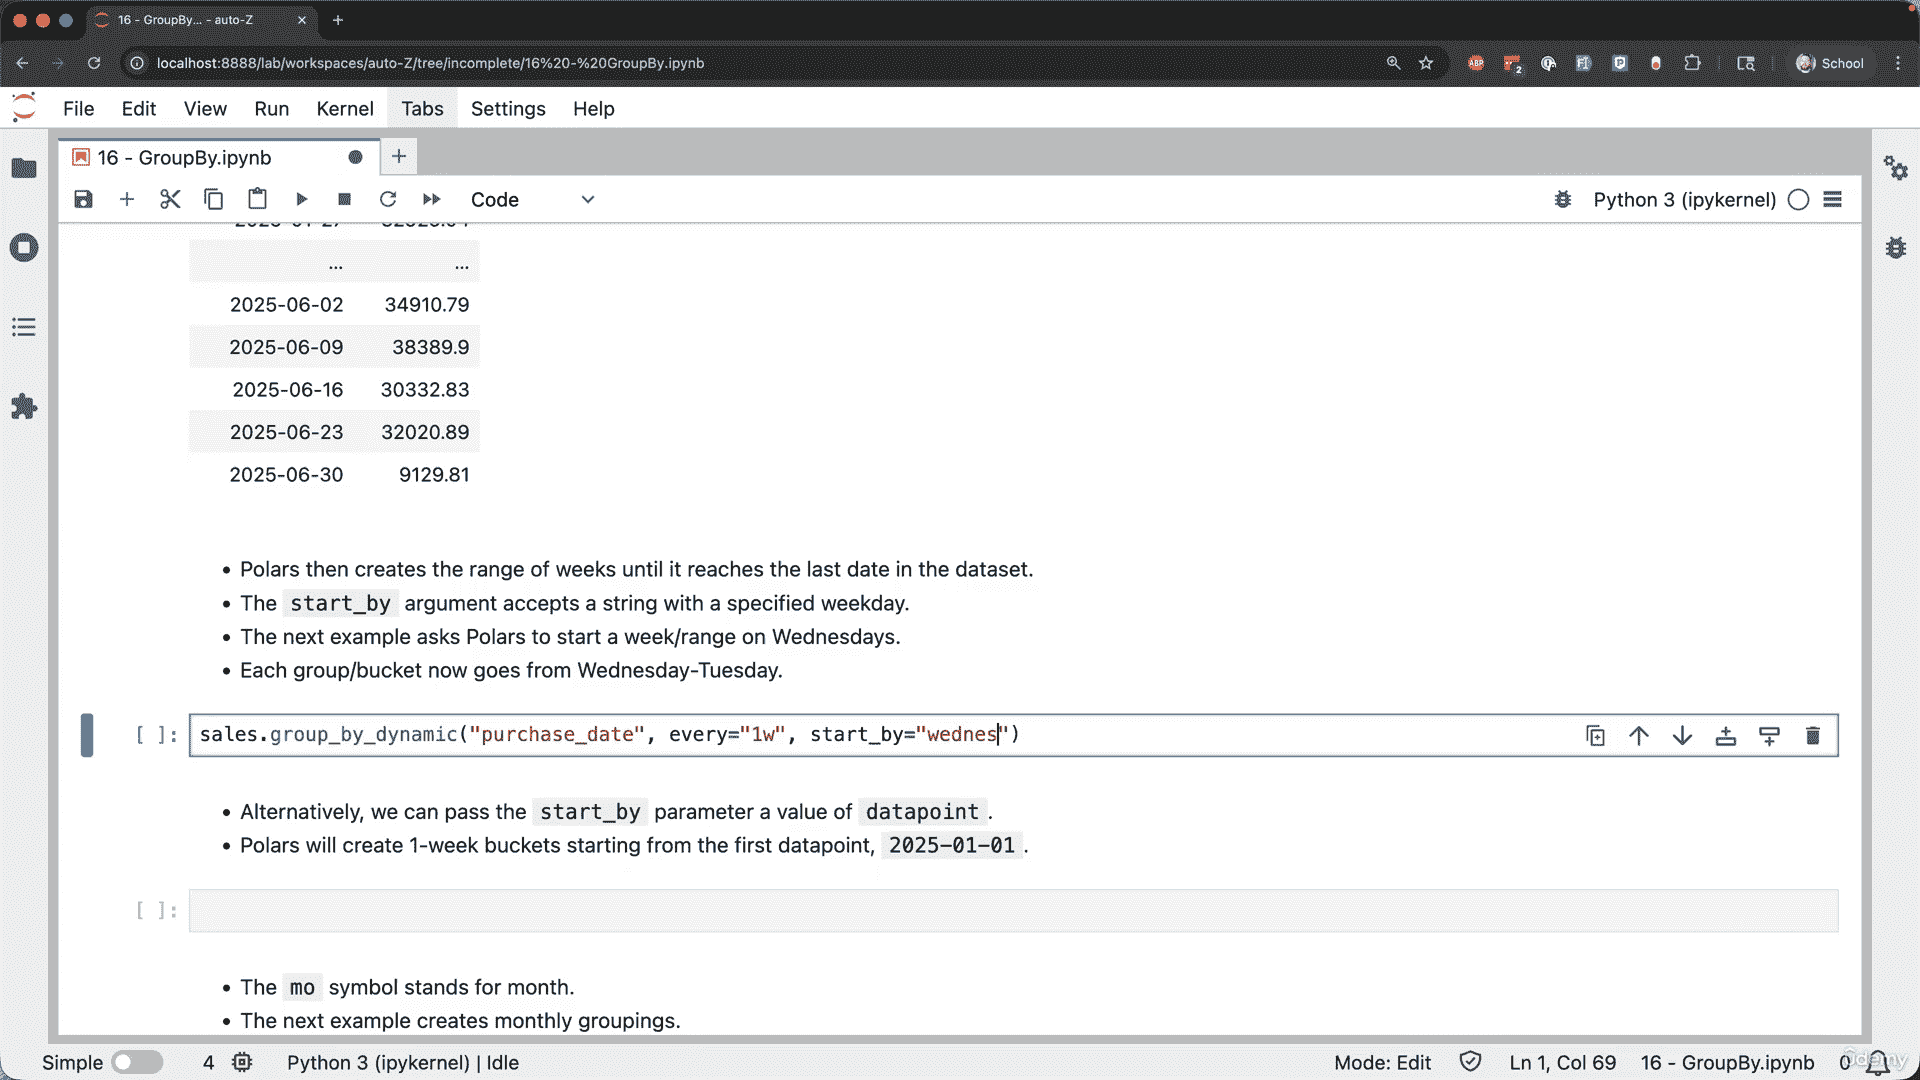 16 - GroupBy... - auto-Z
localhost:8888/lab/workspaces/auto-Z/tree/incomplete/16%20-%20GroupBy.ipynb
ABP
2
School
File Edit View Run Kernel Tabs Settings Help
16 - GroupBy.ipynb
Code
Python 3 (ipykernel)
... ...
2025-06-02 34910.79
2025-06-09 38389.9
2025-06-16 30332.83
2025-06-23 32020.89
2025-06-30 9129.81
• Polars then creates the range of weeks until it reaches the last date in the dataset.
• The start_by argument accepts a string with a specified weekday.
• The next example asks Polars to start a week/range on Wednesdays.
• Each group/bucket now goes from Wednesday-Tuesday.
[ ]: sales.group_by_dynamic("purchase_date", every="1w", start_by="wednes")
• Alternatively, we can pass the start_by parameter a value of datapoint .
• Polars will create 1-week buckets starting from the first datapoint, 2025-01-01 .
[ ]:
• The mo symbol stands for month.
• The next example creates monthly groupings.
Simple 4 Python 3 (ipykernel) | Idle Mode: Edit Ln 1, Col 69 16 - GroupBy.ipynb 0
udemy